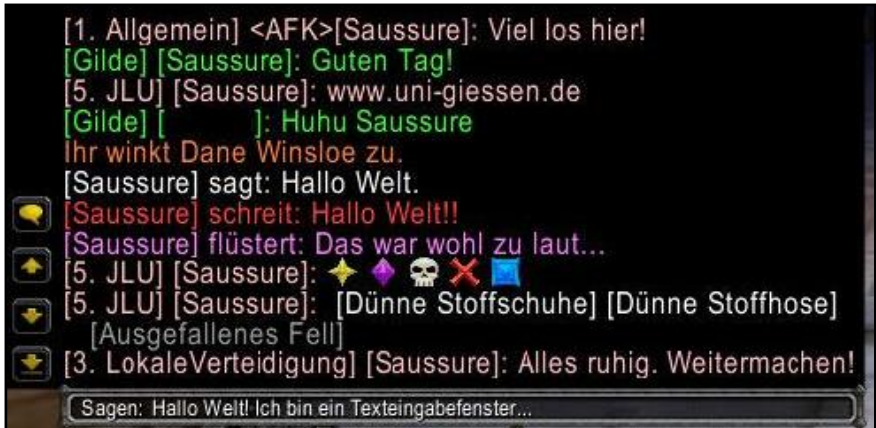 [1. Allgemein] <AFK>[Saussure]: Viel los hier!
[Gilde] [Saussure]: Guten Tag!
[5. JLU] [Saussure]: www.uni-giessen.de
[Gilde] [ ]: Huhu Saussure
Ihr winkt Dane Winsloe zu.
[Saussure] sagt: Hallo Welt.
[Saussure] schreit: Hallo Welt!!
[Saussure] flüstert: Das war wohl zu laut...
[5. JLU] [Saussure]:
[5. JLU] [Saussure]: [Dünne Stoffschuhe] [Dünne Stoffhose]
[Ausgefallenes Fell]
[3. LokaleVerteidigung] [Saussure]: Alles ruhig. Weitermachen!
Sagen: Hallo Welt! Ich bin ein Texteingabefenster...